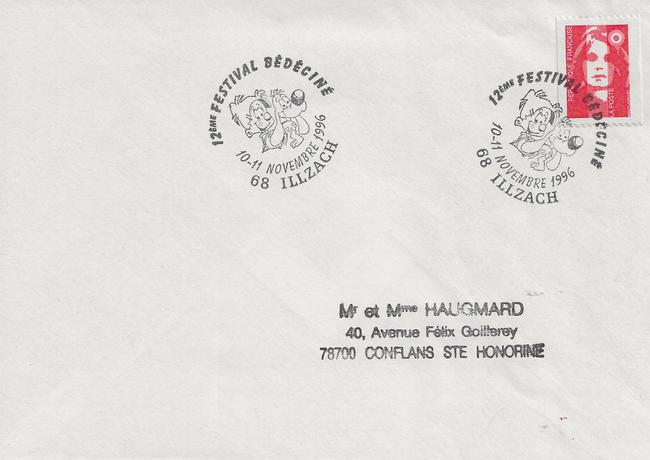 12ÈME FESTIVAL BÉDÉCINÉ
10-11 NOVEMBRE 1996
68 ILLZACH
12ÈME FESTIVAL BÉDÉCINÉ
10-11 NOVEMBRE 1996
68 ILLZACH
RÉPUBLIQUE FRANÇAISE
LA POSTE
Mr et Mme HAUGMARD
40, Avenue Félix Goillerey
78700 CONFLANS STE HONORINE